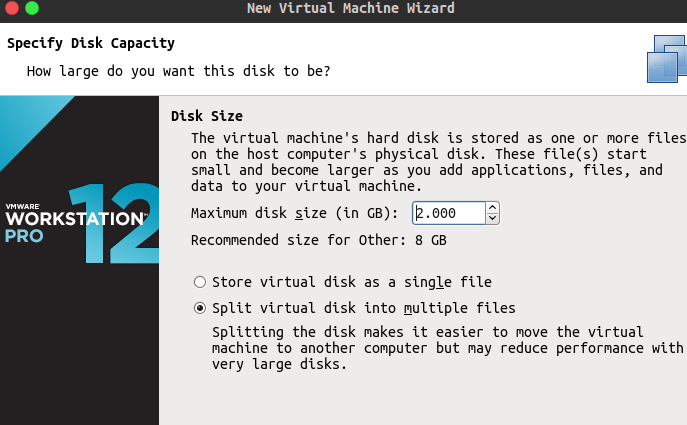 New Virtual Machine Wizard
Specify Disk Capacity
How large do you want this disk to be?
Disk Size
The virtual machine's hard disk is stored as one or more files
on the host computer's physical disk. These file(s) start
small and become larger as you add applications, files, and
data to your virtual machine.
Maximum disk size (in GB): 2.000
Recommended size for Other: 8 GB
Store virtual disk as a single file
Split virtual disk into multiple files
Splitting the disk makes it easier to move the virtual
machine to another computer but may reduce performance with
very large disks.
VMWARE
WORKSTATION™
PRO
12